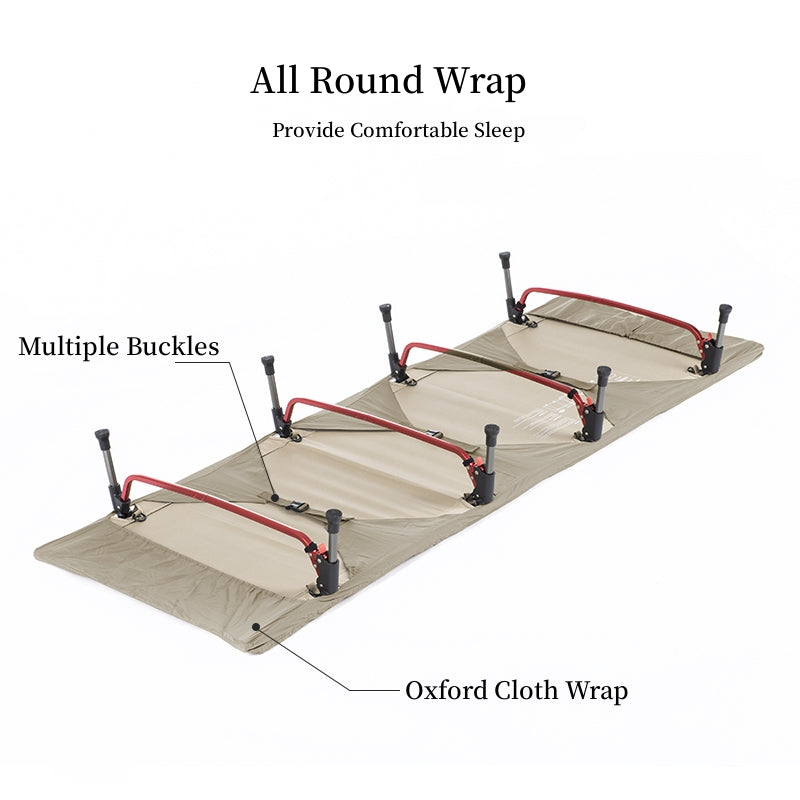 All Round Wrap
Provide Comfortable Sleep
Multiple Buckles
Oxford Cloth Wrap